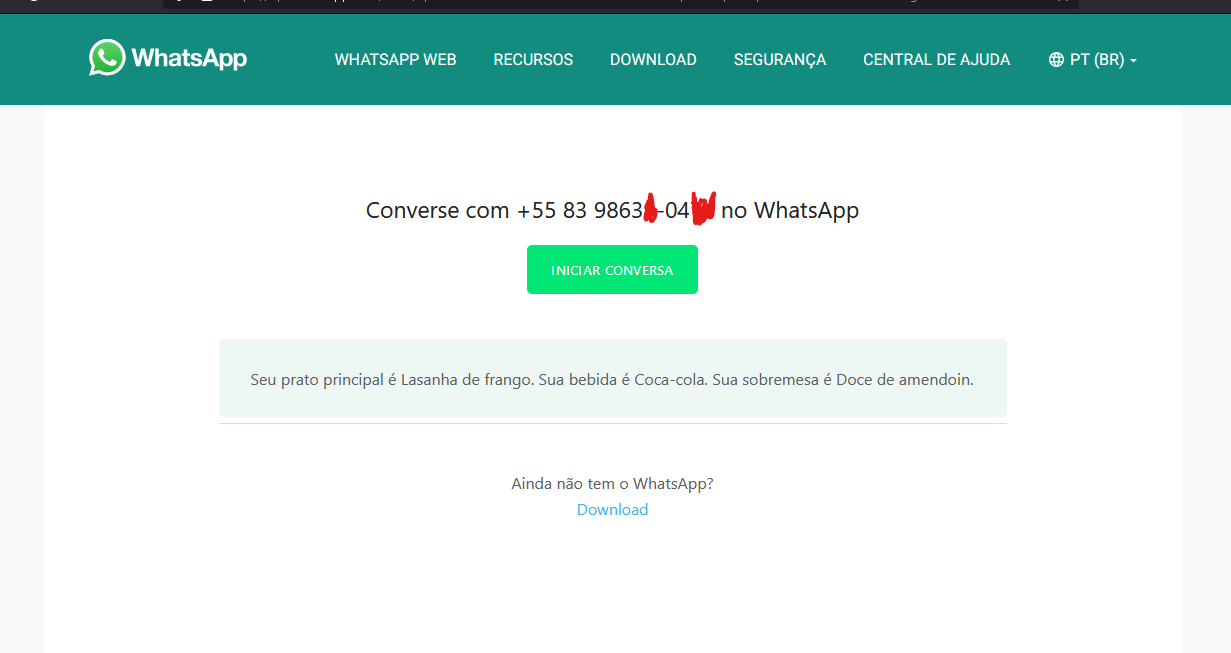 WhatsApp WHATSAPP WEB RECURSOS DOWNLOAD SEGURANÇA CENTRAL DE AJUDA PT (BR)
Converse com +55 83 9863 -04 no WhatsApp
INICIAR CONVERSA
Seu prato principal é Lasanha de frango. Sua bebida é Coca-cola. Sua sobremesa é Doce de amendoin.
Ainda não tem o WhatsApp?
Download